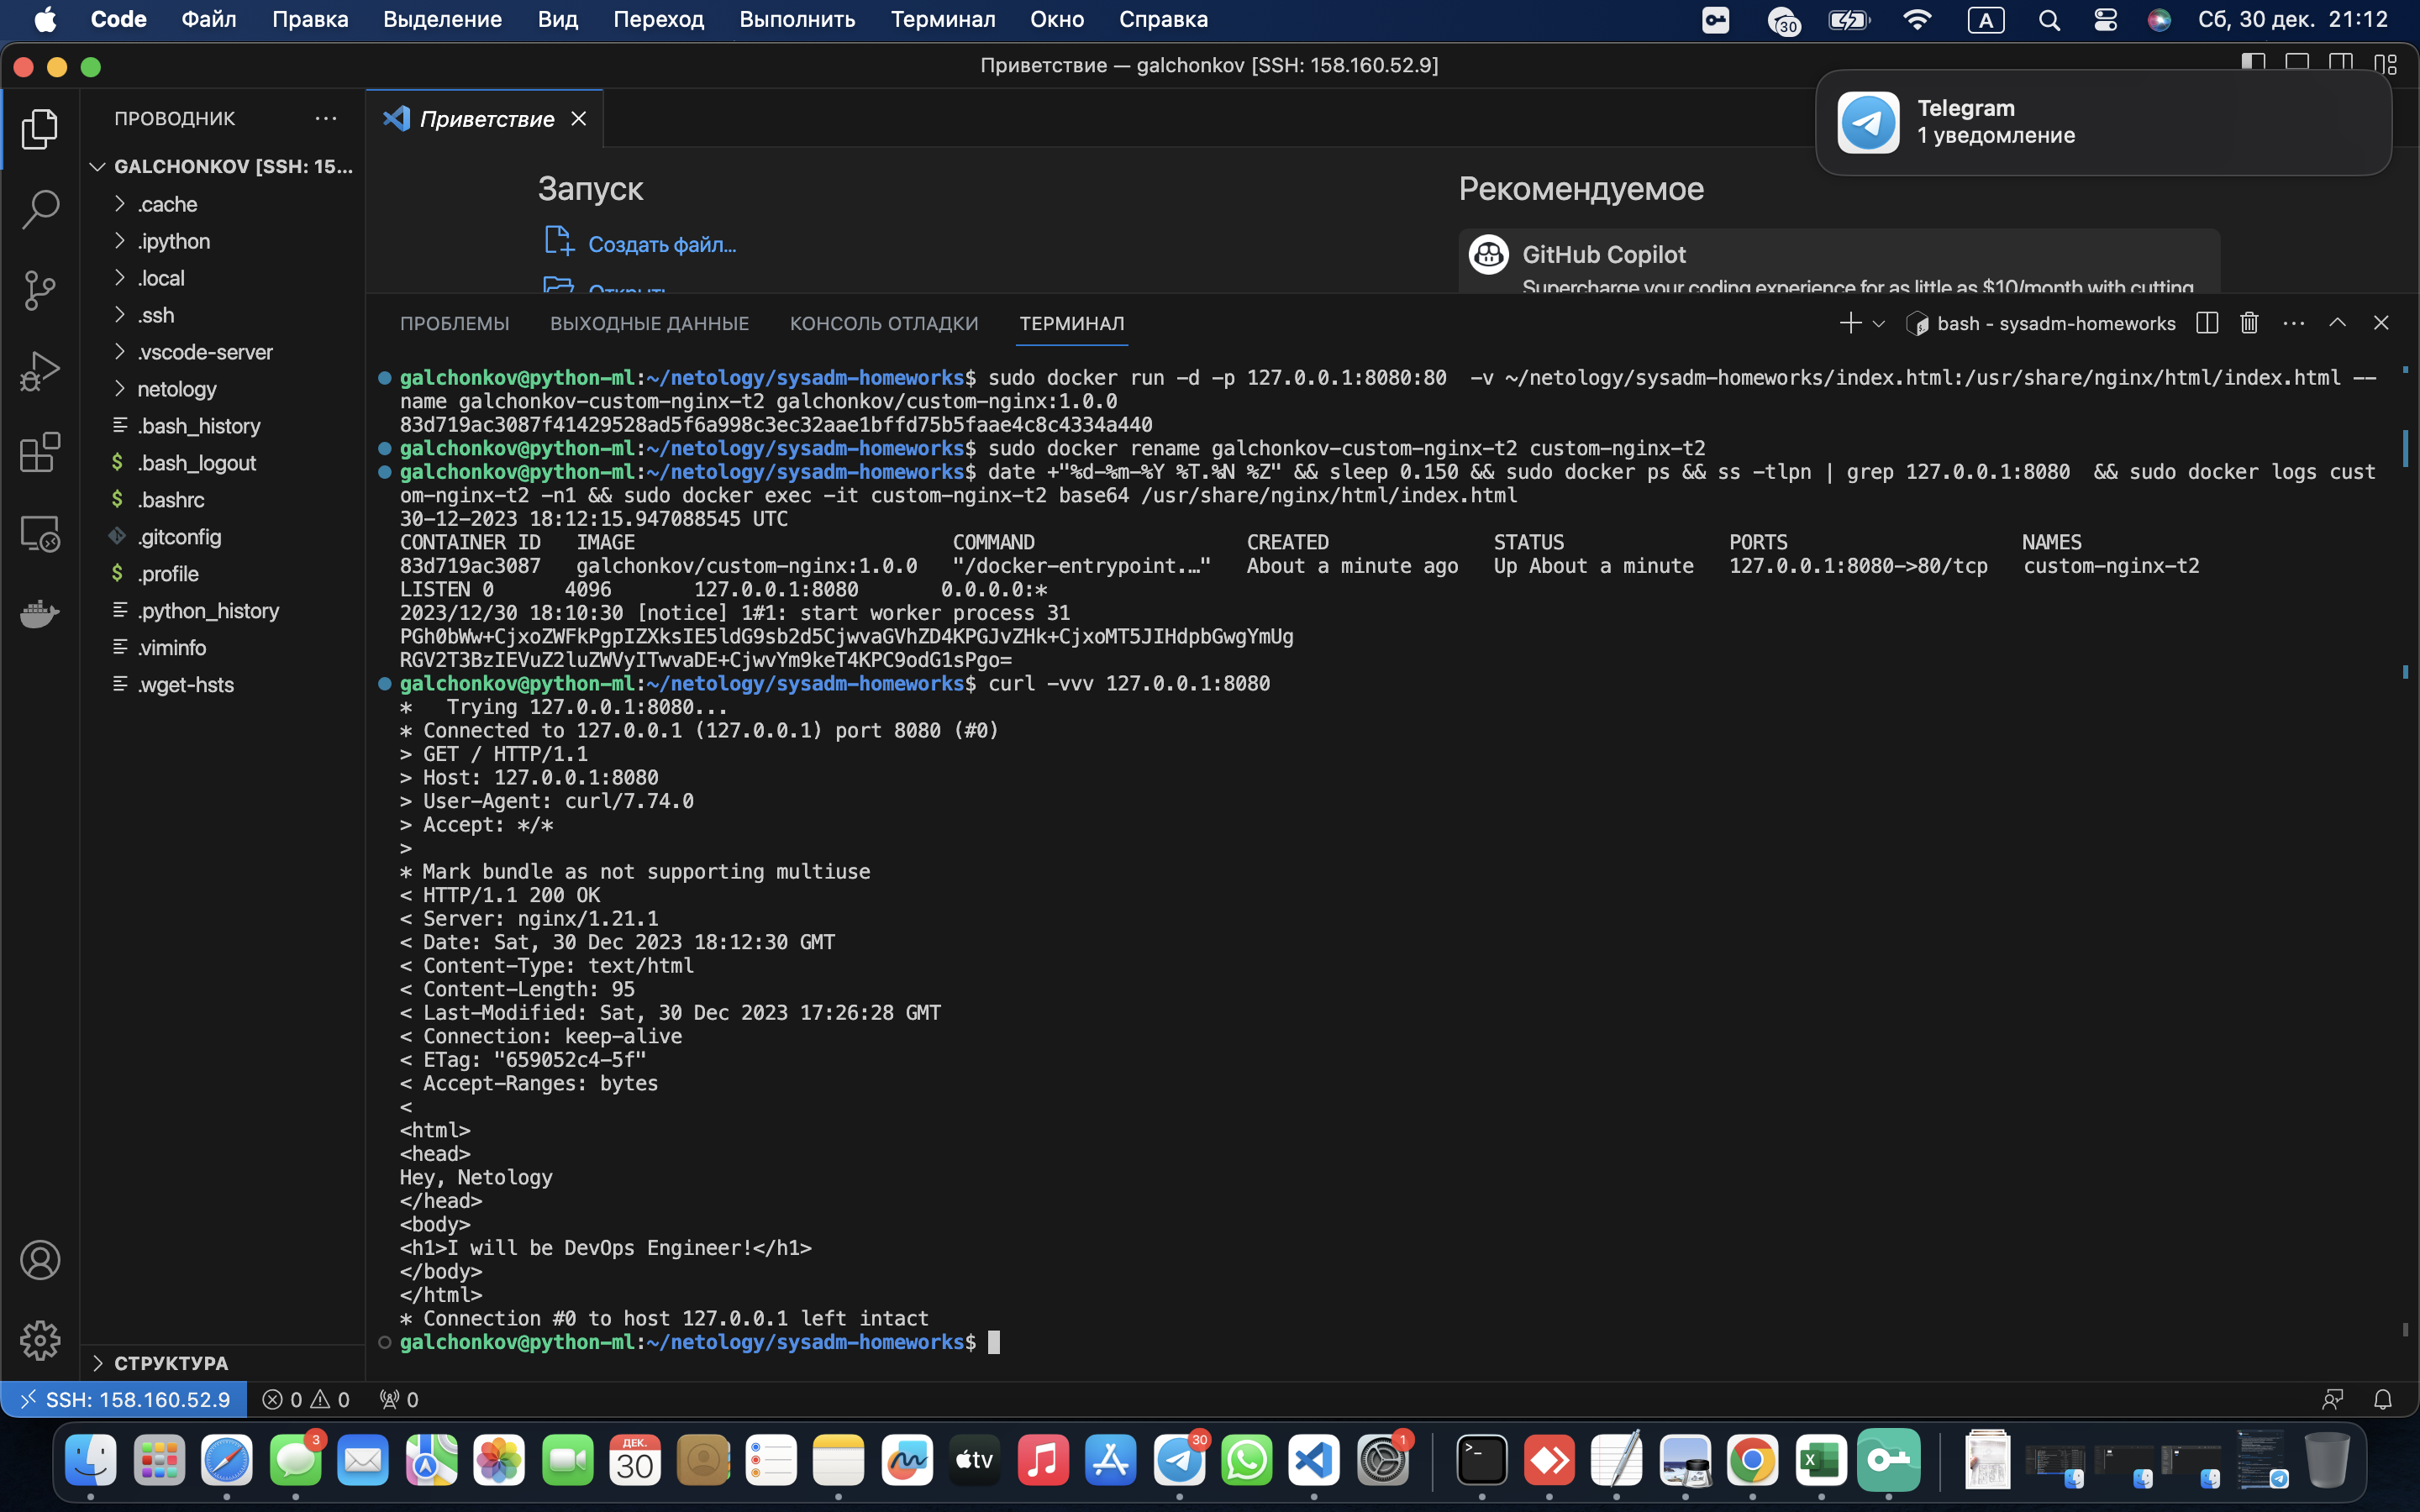 Code Файл Правка Выделение Вид Переход Выполнить Терминал Окно Справка 30 A Сб, 30 дек. 21:12
Приветствие — galchonkov [SSH: 158.160.52.9]
ПРОВОДНИК
Приветствие
Telegram
1 уведомление
GALCHONKOV [SSH: 15...
.cache
.ipython
.local
.ssh
.vscode-server
netology
.bash_history
.bash_logout
.bashrc
.gitconfig
.profile
.python_history
.viminfo
.wget-hsts
СТРУКТУРА
Запуск
Создать файл...
Открыть
Рекомендуемое
GitHub Copilot
Supercharge your coding experience for as little as $10/month with cutting
ПРОБЛЕМЫ ВЫХОДНЫЕ ДАННЫЕ КОНСОЛЬ ОТЛАДКИ ТЕРМИНАЛ bash - sysadm-homeworks
galchonkov@python-ml:~/netology/sysadm-homeworks$ sudo docker run -d -p 127.0.0.1:8080:80  -v ~/netology/sysadm-homeworks/index.html:/usr/share/nginx/html/index.html --
name galchonkov-custom-nginx-t2 galchonkov/custom-nginx:1.0.0
83d719ac3087f41429528ad5f6a998c3ec32aae1bffd75b5faae4c8c4334a440
galchonkov@python-ml:~/netology/sysadm-homeworks$ sudo docker rename galchonkov-custom-nginx-t2 custom-nginx-t2
galchonkov@python-ml:~/netology/sysadm-homeworks$ date +"%d-%m-%Y %T.%N %Z" && sleep 0.150 && sudo docker ps && ss -tlpn | grep 127.0.0.1:8080  && sudo docker logs cust
om-nginx-t2 -n1 && sudo docker exec -it custom-nginx-t2 base64 /usr/share/nginx/html/index.html
30-12-2023 18:12:15.947088545 UTC
CONTAINER ID   IMAGE                           COMMAND                  CREATED              STATUS              PORTS                    NAMES
83d719ac3087   galchonkov/custom-nginx:1.0.0   "/docker-entrypoint.…"   About a minute ago   Up About a minute   127.0.0.1:8080->80/tcp   custom-nginx-t2
LISTEN 0      4096       127.0.0.1:8080       0.0.0.0:*
2023/12/30 18:10:30 [notice] 1#1: start worker process 31
PGh0bWw+CjxoZWFkPgpIZXksIE5ldG9sb2d5CjwvaGVhZD4KPGJvZHk+CjxoMT5JIHdpbGwgYmUg
RGV2T3BzIEVuZ2luZWVyITwvaDE+CjwvYm9keT4KPC9odG1sPgo=
galchonkov@python-ml:~/netology/sysadm-homeworks$ curl -vvv 127.0.0.1:8080
*   Trying 127.0.0.1:8080...
* Connected to 127.0.0.1 (127.0.0.1) port 8080 (#0)
> GET / HTTP/1.1
> Host: 127.0.0.1:8080
> User-Agent: curl/7.74.0
> Accept: */*
>
* Mark bundle as not supporting multiuse
< HTTP/1.1 200 OK
< Server: nginx/1.21.1
< Date: Sat, 30 Dec 2023 18:12:30 GMT
< Content-Type: text/html
< Content-Length: 95
< Last-Modified: Sat, 30 Dec 2023 17:26:28 GMT
< Connection: keep-alive
< ETag: "659052c4-5f"
< Accept-Ranges: bytes
<
<html>
<head>
Hey, Netology
</head>
<body>
<h1>I will be DevOps Engineer!</h1>
</body>
</html>
* Connection #0 to host 127.0.0.1 left intact
galchonkov@python-ml:~/netology/sysadm-homeworks$
SSH: 158.160.52.9 0 0 0
3 ДЕК. 30 tv 30 1